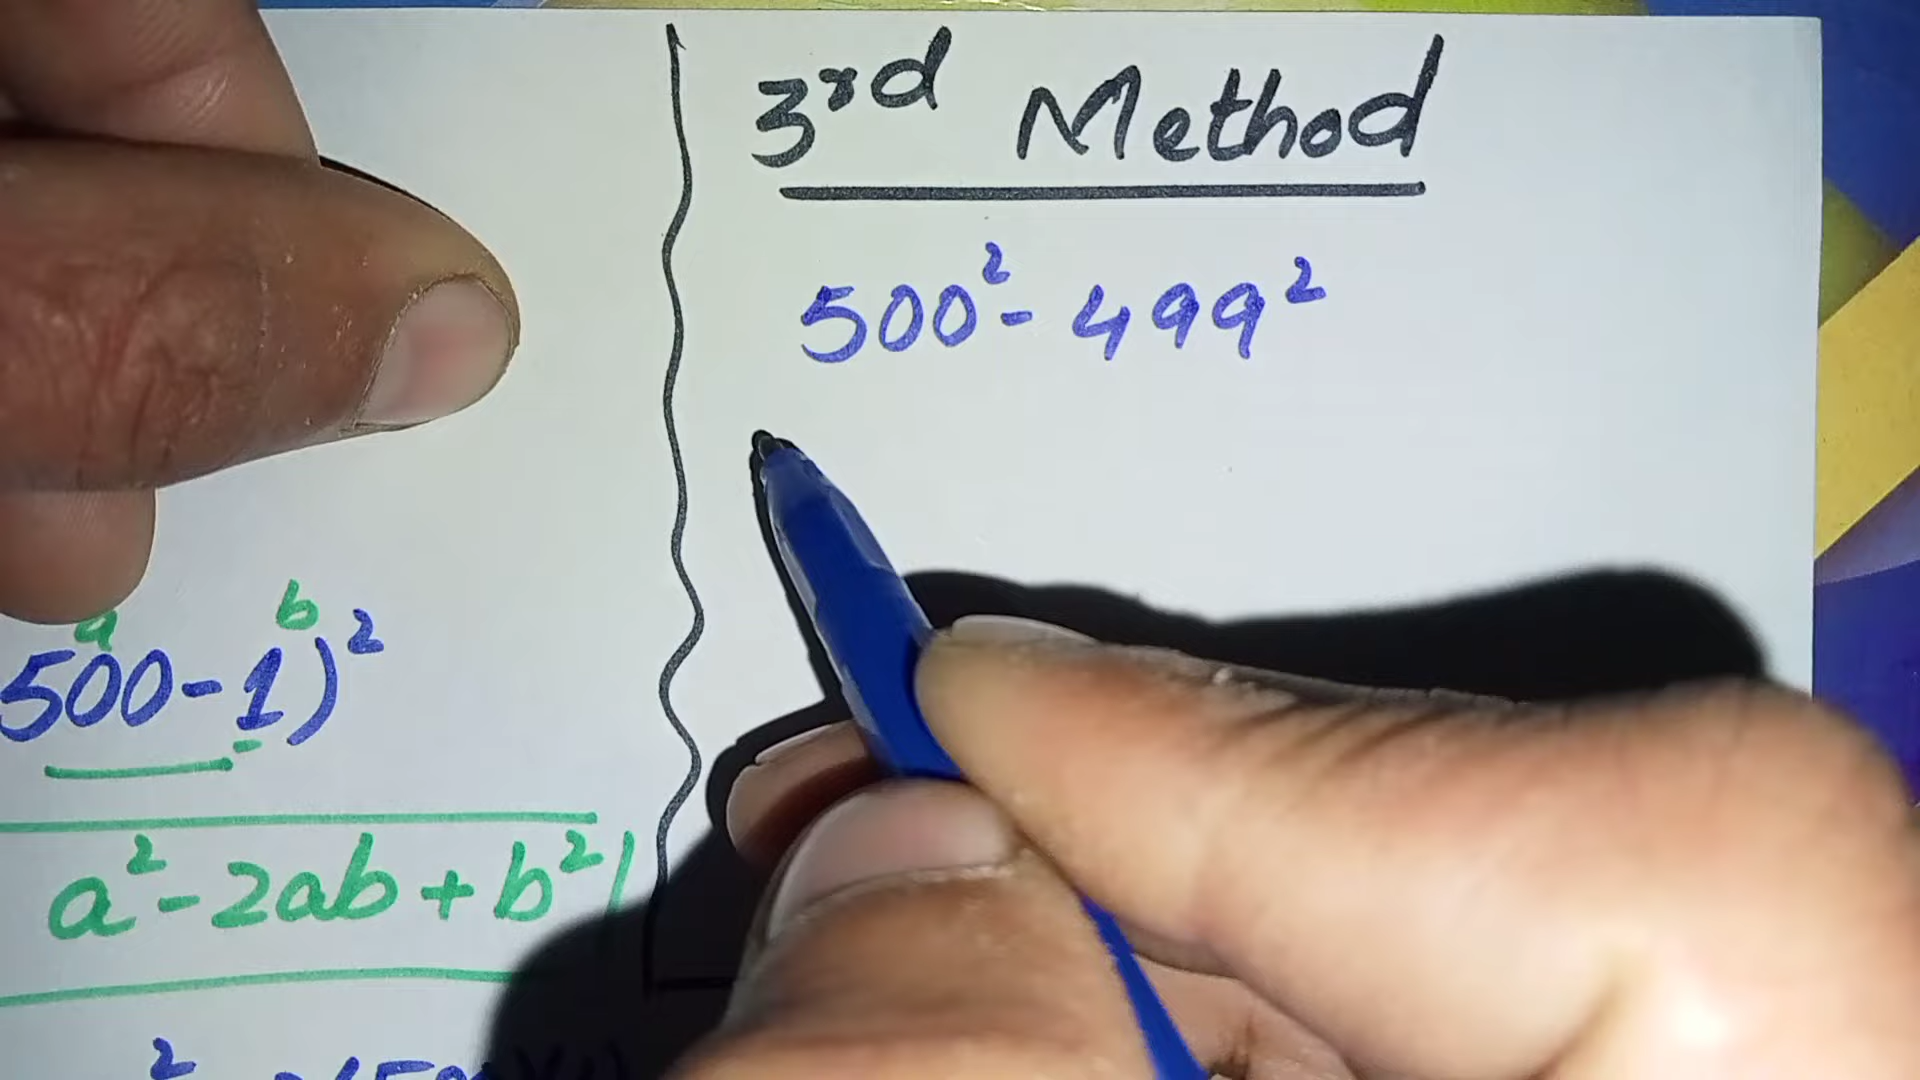 a b
500-1)²
a²-2ab+b²
3rd Method
500²-499²